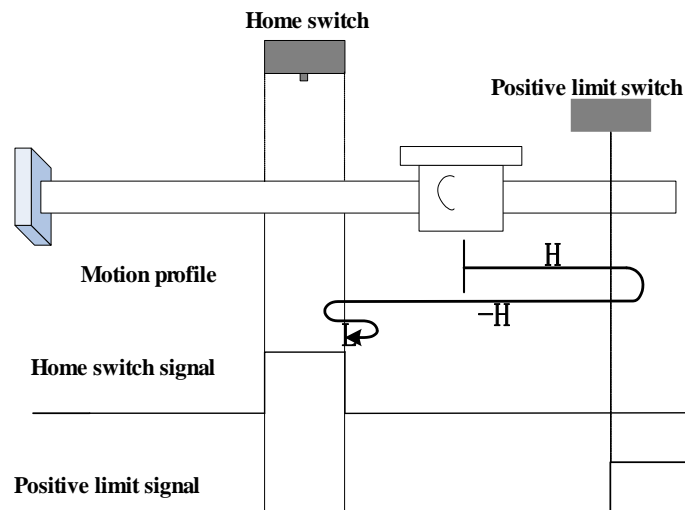 Home switch
Positive limit switch
H
Motion profile
-H
L
Home switch signal
Positive limit signal